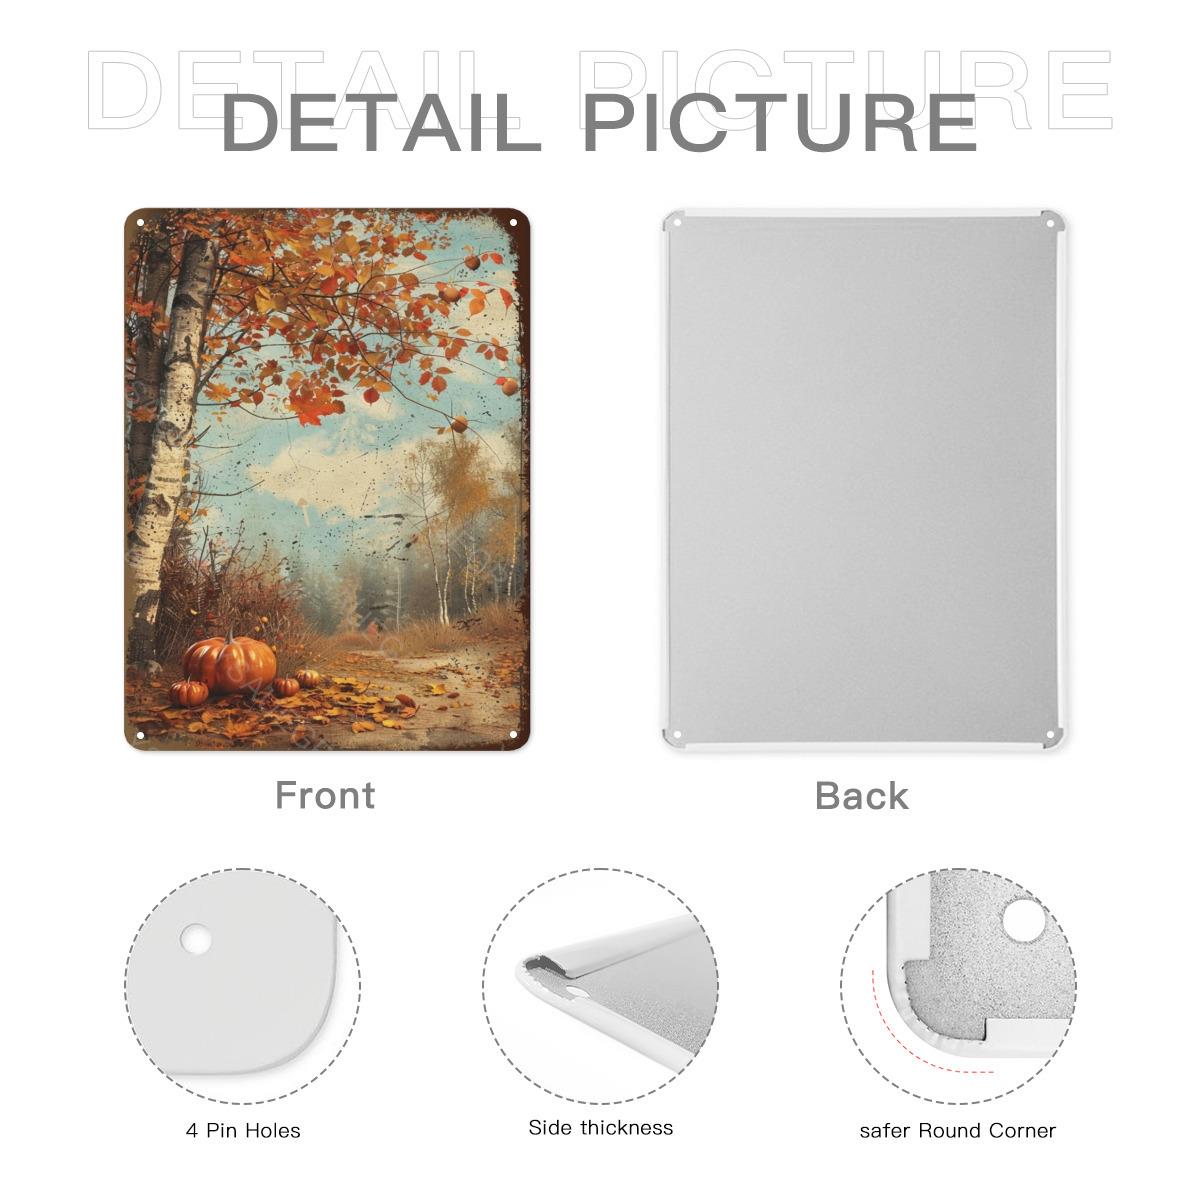 DETAIL PICTURE
DETAIL PICTURE
Front
Back
4 Pin Holes
Side thickness
safer Round Corner